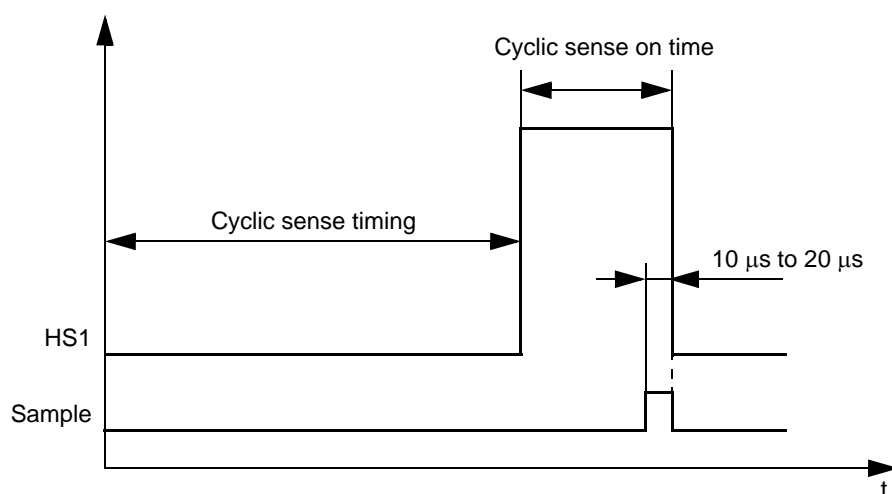 Cyclic sense on time
Cyclic sense timing
10 μs to 20 μs
HS1
Sample
t